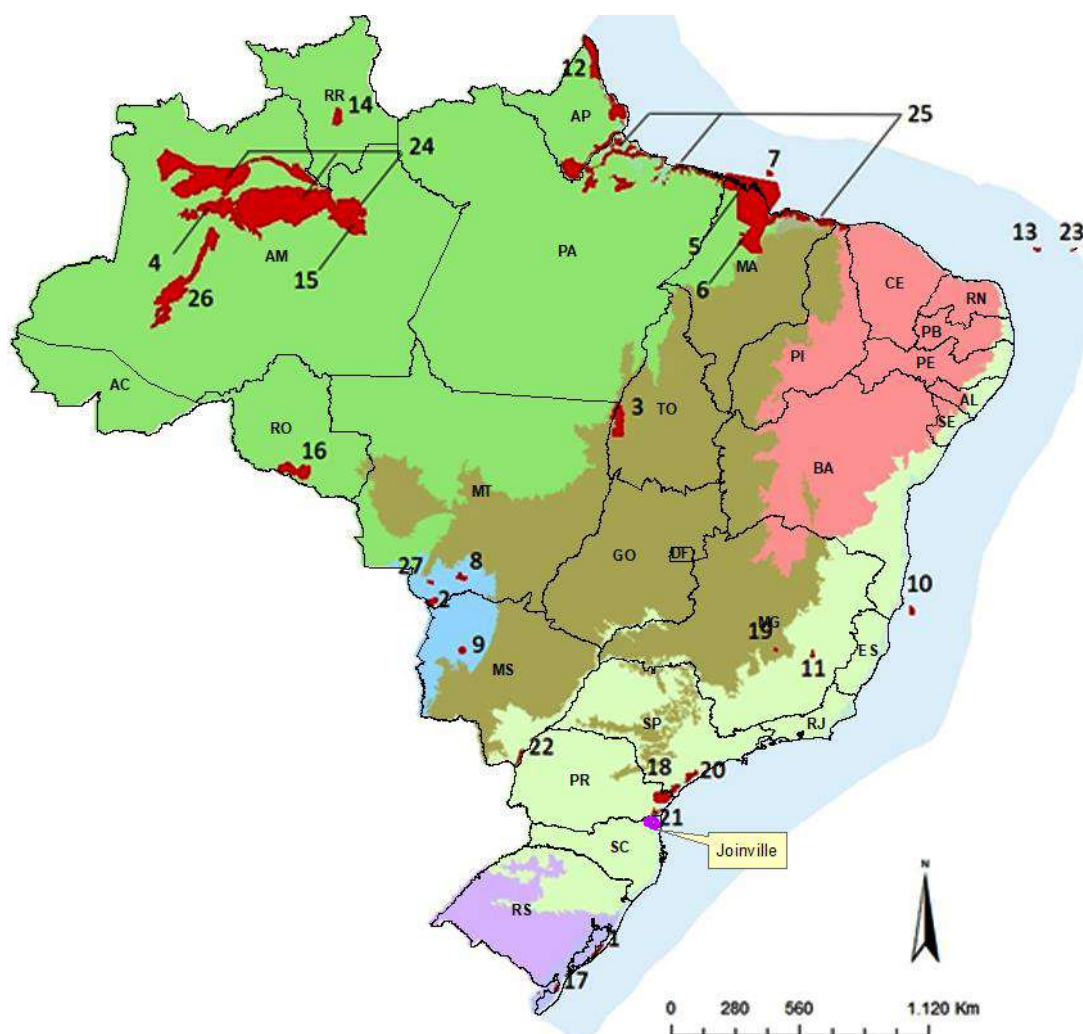 12
RR
14
AP
25
24
7
13
23
4
AM
15
5
6
MA
PA
CE
RN
26
PB
PI
PE
AC
3
TO
AL
SE
RO
16
BA
MT
27
8
GO
DF
2
10
MG
19
9
MS
11
ES
SP
RJ
22
18
20
PR
21
Joinville
SC
N
RS
1
17
0 280 560 1.120 Km